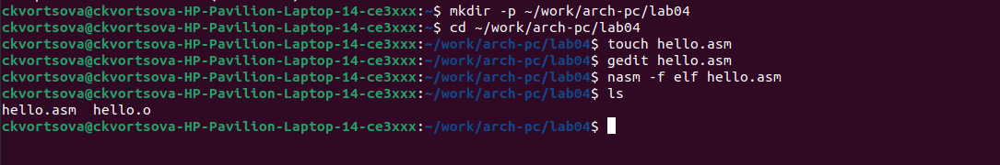 ckvortsova@ckvortsova-HP-Pavilion-Laptop-14-ce3xxx:~$ mkdir -p ~/work/arch-pc/lab04
ckvortsova@ckvortsova-HP-Pavilion-Laptop-14-ce3xxx:~$ cd ~/work/arch-pc/lab04
ckvortsova@ckvortsova-HP-Pavilion-Laptop-14-ce3xxx:~/work/arch-pc/lab04$ touch hello.asm
ckvortsova@ckvortsova-HP-Pavilion-Laptop-14-ce3xxx:~/work/arch-pc/lab04$ gedit hello.asm
ckvortsova@ckvortsova-HP-Pavilion-Laptop-14-ce3xxx:~/work/arch-pc/lab04$ nasm -f elf hello.asm
ckvortsova@ckvortsova-HP-Pavilion-Laptop-14-ce3xxx:~/work/arch-pc/lab04$ ls
hello.asm  hello.o
ckvortsova@ckvortsova-HP-Pavilion-Laptop-14-ce3xxx:~/work/arch-pc/lab04$